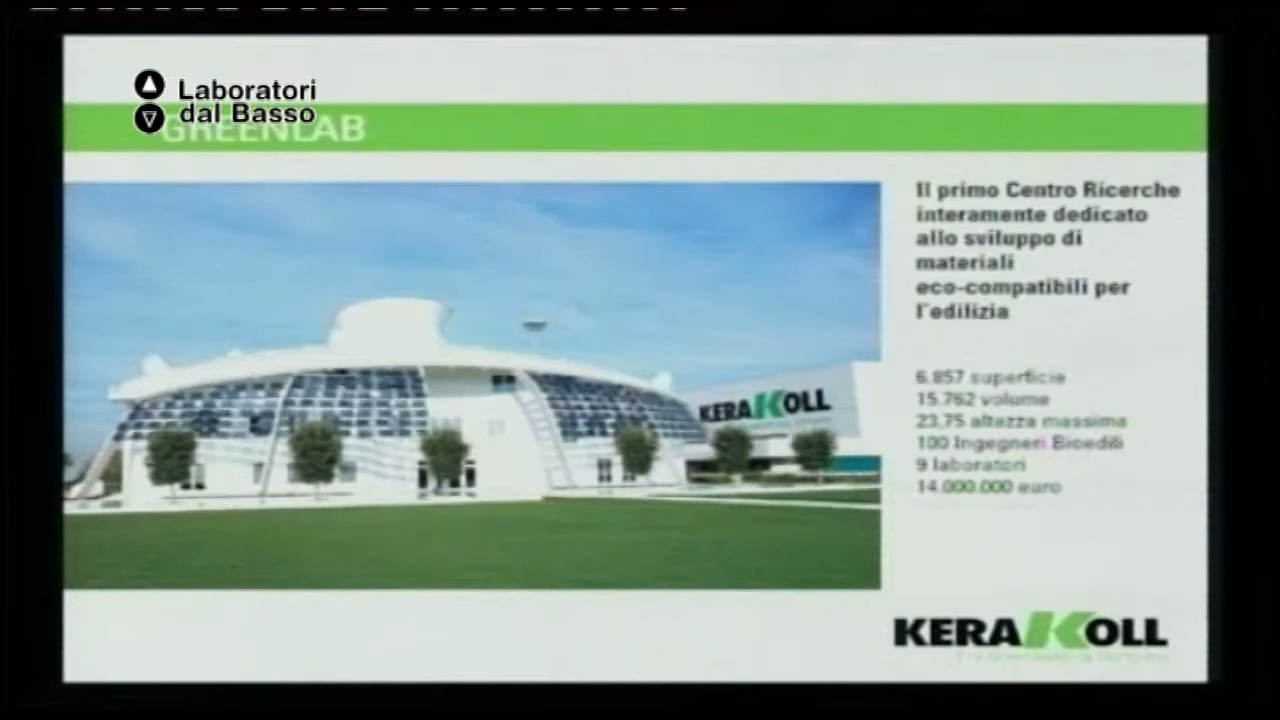 Laboratori
dal Basso
GREENLAB
Il primo Centro Ricerche
interamente dedicato
allo sviluppo di
materiali
eco-compatibili per
l'edilizia
6.857 superficie
15.762 volume
23,75 altazza massima
100 Ingegneri Bioedili
9 laboratori
14.000.000 euro
KERAKOLL
KERAKOLL